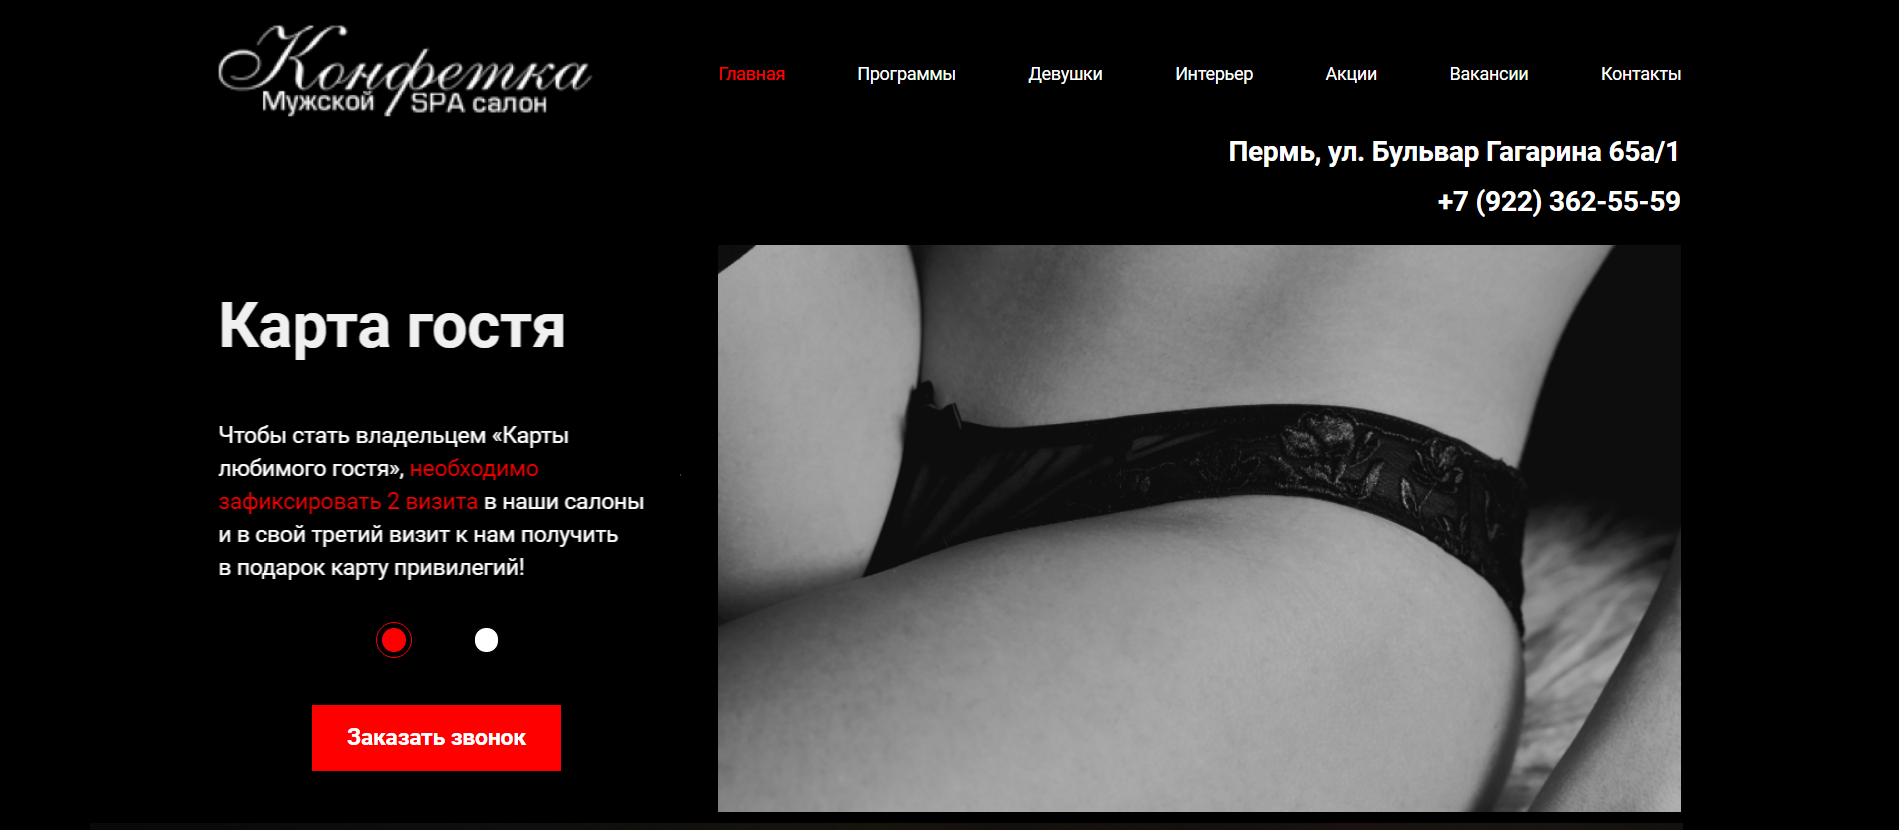 Конфетка
Мужской SPA салон
Главная Программы Девушки Интерьер Акции Вакансии Контакты
Пермь, ул. Бульвар Гагарина 65а/1
+7 (922) 362-55-59
Карта гостя
Чтобы стать владельцем «Карты
любимого гостя», необходимо
зафиксировать 2 визита в наши салоны
и в свой третий визит к нам получить
в подарок карту привилегий!
Заказать звонок